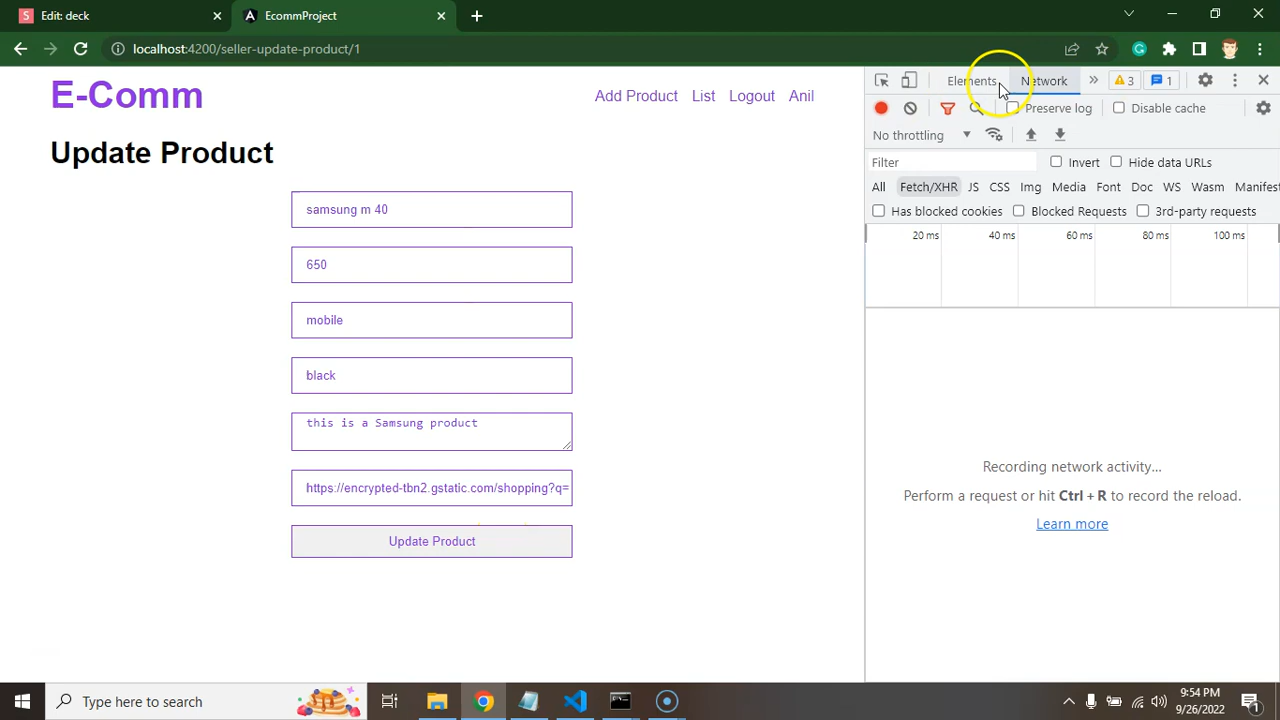 Edit: deck
EcommProject
localhost:4200/seller-update-product/1
E-Comm
Add Product
List
Logout
Anil
Update Product
samsung m 40
650
mobile
black
this is a Samsung product
https://encrypted-tbn2.gstatic.com/shopping?q=
Update Product
Elements
Network
3
1
Preserve log
Disable cache
No throttling
Filter
Invert
Hide data URLs
All
Fetch/XHR
JS
CSS
Img
Media
Font
Doc
WS
Wasm
Manifest
Has blocked cookies
Blocked Requests
3rd-party requests
20 ms
40 ms
60 ms
80 ms
100 ms
Recording network activity…
Perform a request or hit Ctrl + R to record the reload.
Learn more
Type here to search
9:54 PM
9/26/2022
1